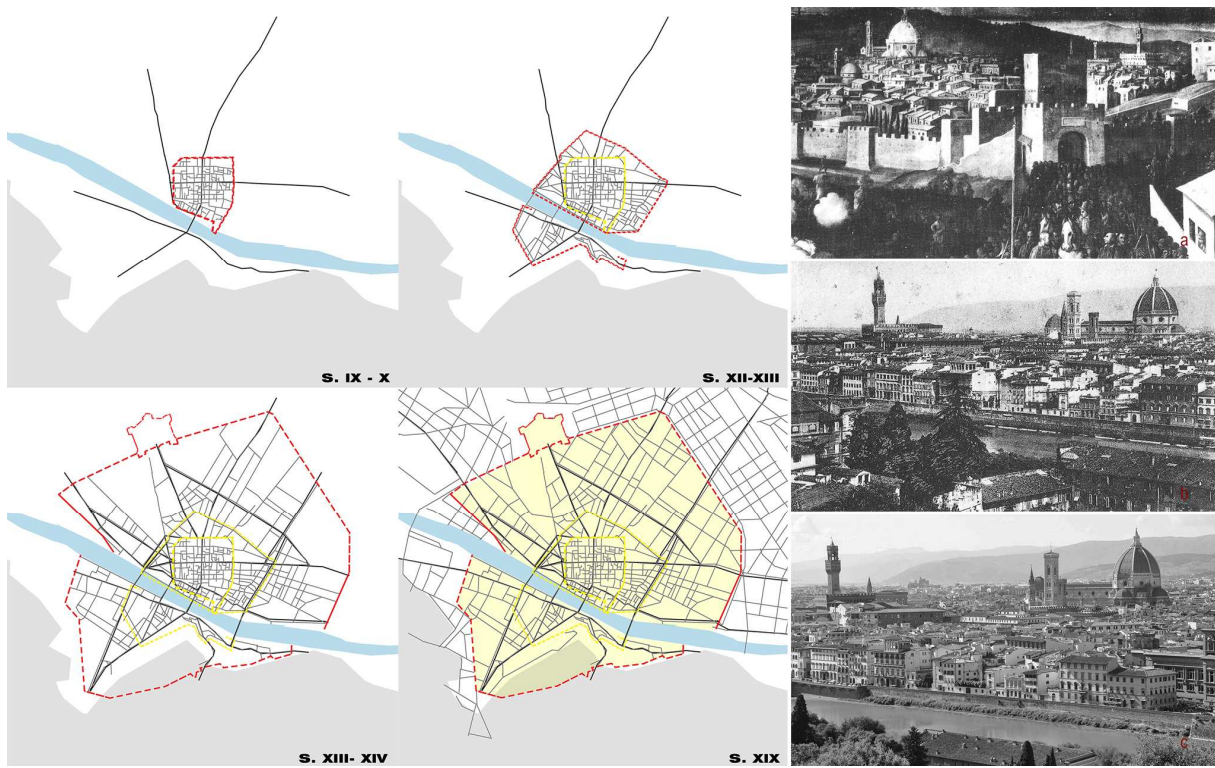 S. IX - X
S. XII-XIII
S. XIII- XIV
S. XIX
a
b
c